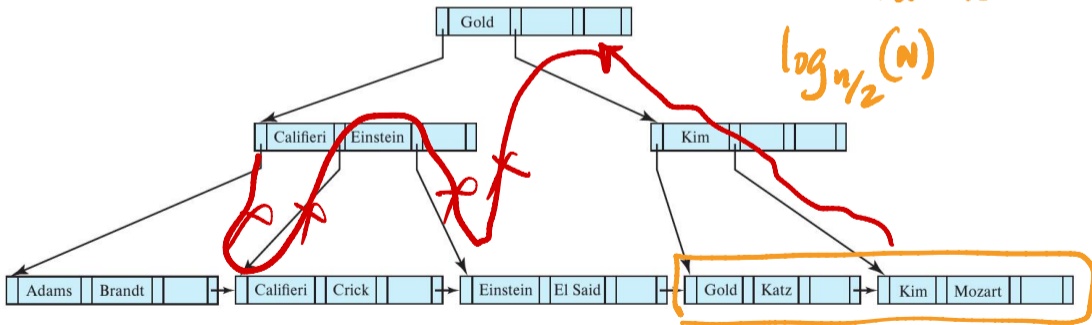 Gold
log n/2 (N)
Califieri Einstein
Kim
Adams Brandt
Califieri Crick
Einstein El Said
Gold Katz
Kim Mozart